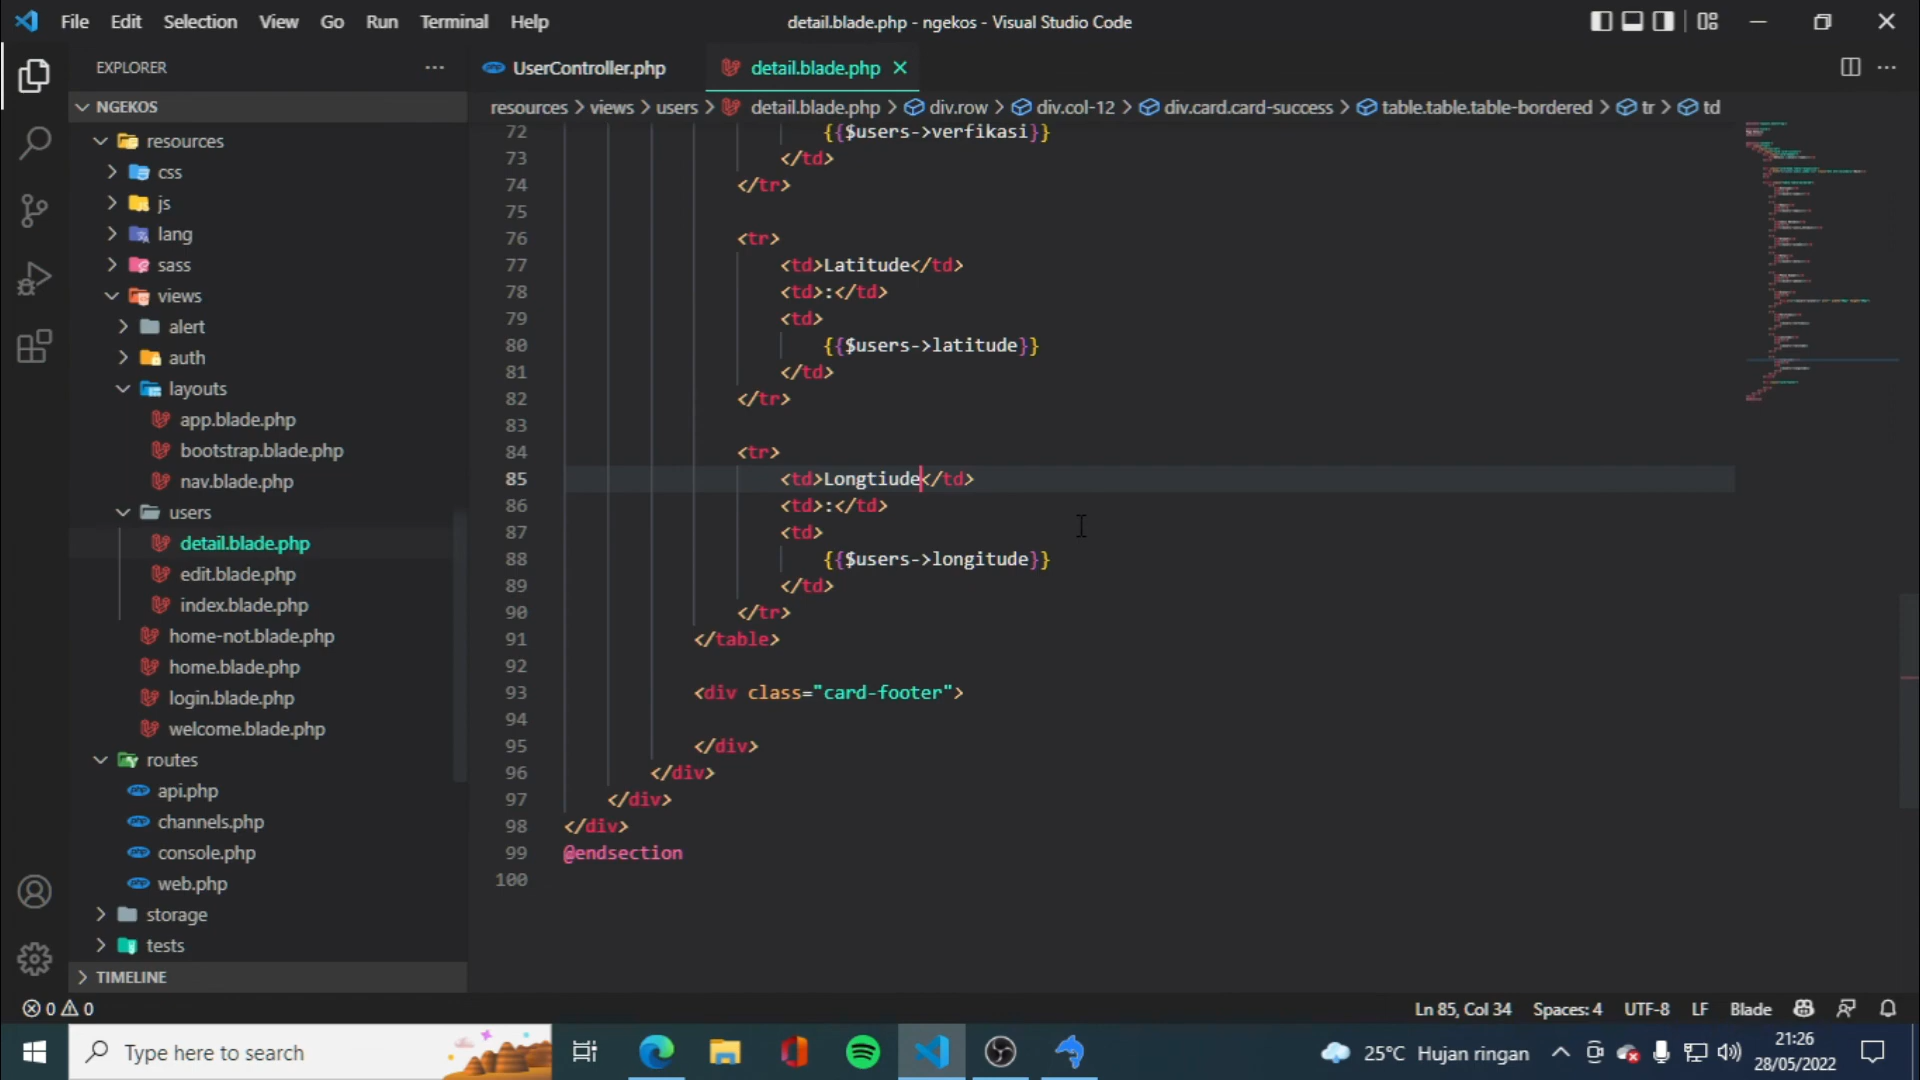 File Edit Selection View Go Run Terminal Help
detail.blade.php - ngekos - Visual Studio Code
EXPLORER
NGEKOS
resources
css
js
lang
sass
views
alert
auth
layouts
app.blade.php
bootstrap.blade.php
nav.blade.php
users
detail.blade.php
edit.blade.php
index.blade.php
home-not.blade.php
home.blade.php
login.blade.php
welcome.blade.php
routes
api.php
channels.php
console.php
web.php
storage
tests
TIMELINE
UserController.php detail.blade.php
resources > views > users > detail.blade.php > div.row > div.col-12 > div.card.card-success > table.table.table-bordered > tr > td
72 {{$users->verfikasi}}
73 </td>
74 </tr>
75
76 <tr>
77 <td>Latitude</td>
78 <td>:</td>
79 <td>
80 {{$users->latitude}}
81 </td>
82 </tr>
83
84 <tr>
85 <td>Longtiude</td>
86 <td>:</td>
87 <td>
88 {{$users->longitude}}
89 </td>
90 </tr>
91 </table>
92
93 <div class="card-footer">
94
95 </div>
96 </div>
97 </div>
98 </div>
99 @endsection
100
0 0
Ln 85, Col 34 Spaces: 4 UTF-8 LF Blade
Type here to search
25°C Hujan ringan
21:26
28/05/2022